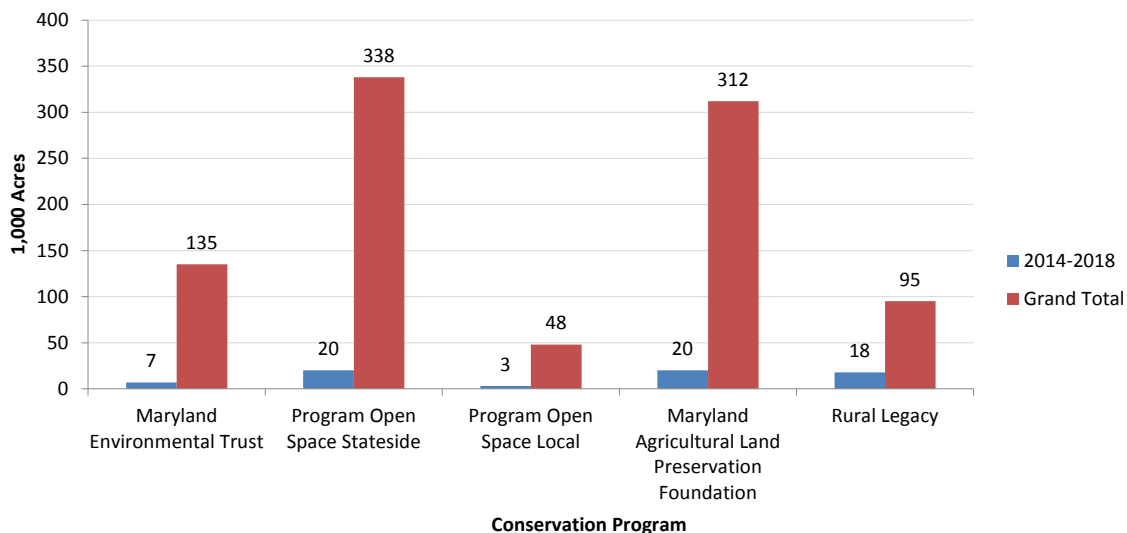 400
350
300
250
200
150
100
50
0
1,000 Acres
135
338
48
312
95
7
20
3
20
18
2014-2018
Grand Total
Maryland
Environmental Trust
Program Open
Space Stateside
Program Open
Space Local
Maryland
Agricultural Land
Preservation
Foundation
Rural Legacy
Conservation Program